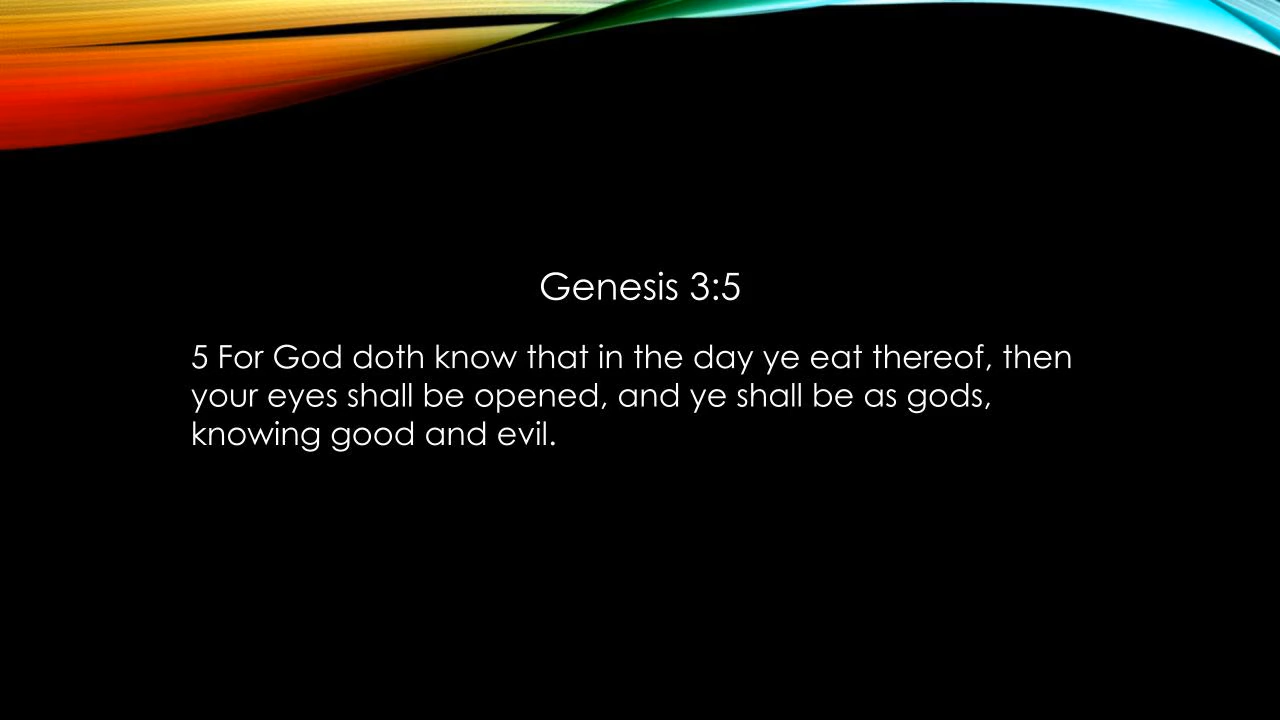 Genesis 3:5
5 For God doth know that in the day ye eat thereof, then
your eyes shall be opened, and ye shall be as gods,
knowing good and evil.